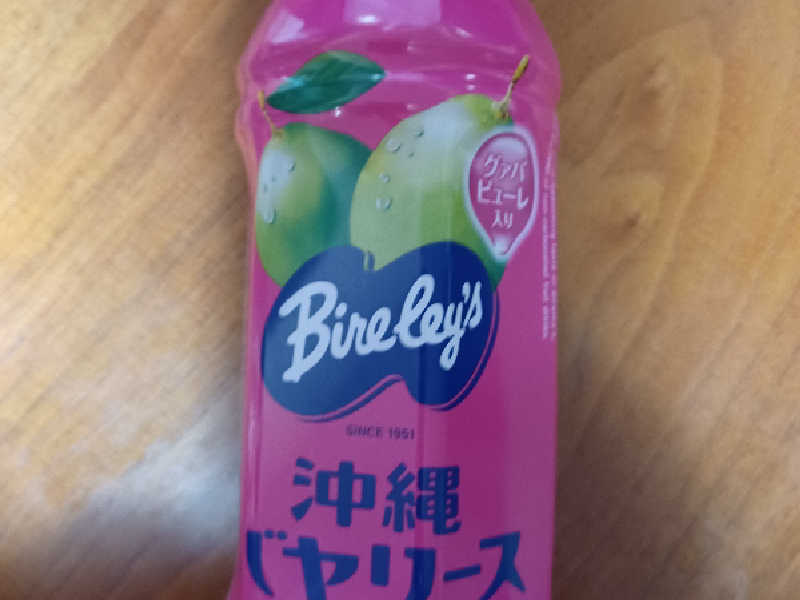 グァバ
ピューレ
入り
Bireley's
SINCE 1951
沖縄
バヤリース